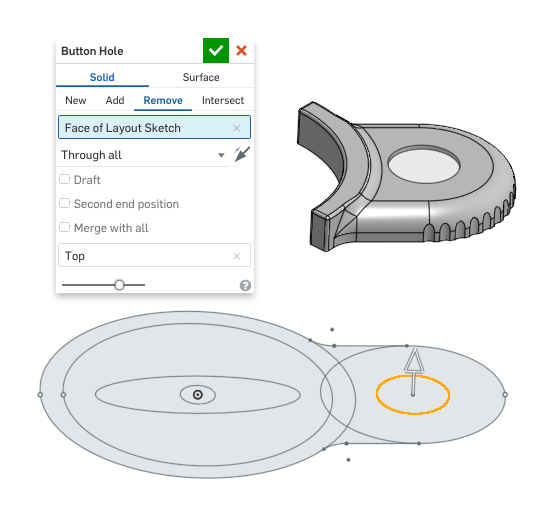 Button Hole
Solid Surface
New Add Remove Intersect
Face of Layout Sketch
Through all
Draft
Second end position
Merge with all
Top
?